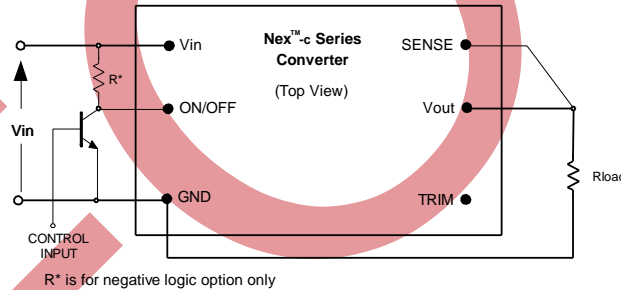 Nex™-c Series
Converter
(Top View)
Vin
SENSE
R*
ON/OFF
Vout
Vin
Rload
GND
TRIM
CONTROL
INPUT
R* is for negative logic option only